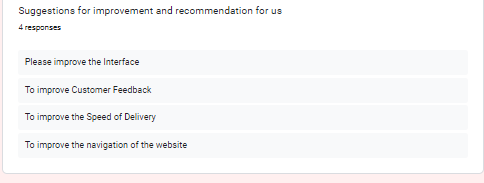 Suggestions for improvement and recommendation for us
4 responses
Please improve the Interface
To improve Customer Feedback
To improve the Speed of Delivery
To improve the navigation of the website